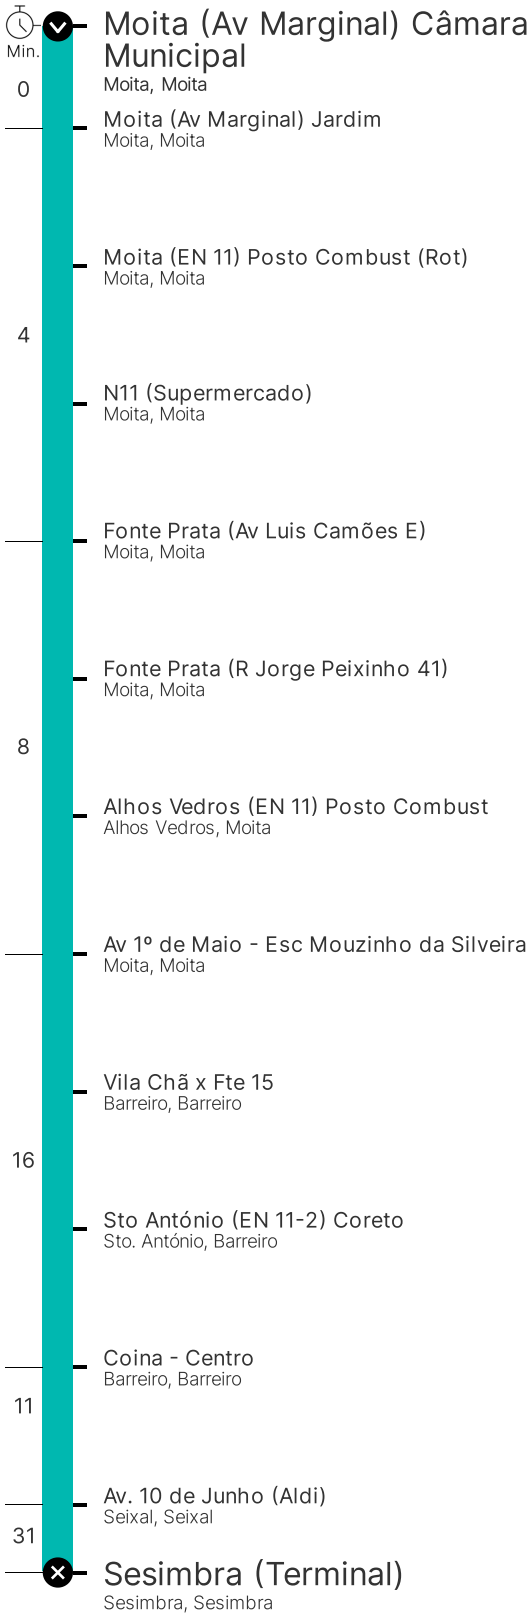 Moita (Av Marginal) Câmara
Municipal
Min.
Moita, Moita
0
Moita (Av Marginal) Jardim
Moita, Moita
Moita (EN 11) Posto Combust (Rot)
Moita, Moita
4
N11 (Supermercado)
Moita, Moita
Fonte Prata (Av Luis Camões E)
Moita, Moita
Fonte Prata (R Jorge Peixinho 41)
Moita, Moita
8
Alhos Vedros (EN 11) Posto Combust
Alhos Vedros, Moita
Av 1º de Maio - Esc Mouzinho da Silveira
Moita, Moita
Vila Chã x Fte 15
Barreiro, Barreiro
16
Sto António (EN 11-2) Coreto
Sto. António, Barreiro
Coina - Centro
Barreiro, Barreiro
11
Av. 10 de Junho (Aldi)
Seixal, Seixal
31
Sesimbra (Terminal)
Sesimbra, Sesimbra